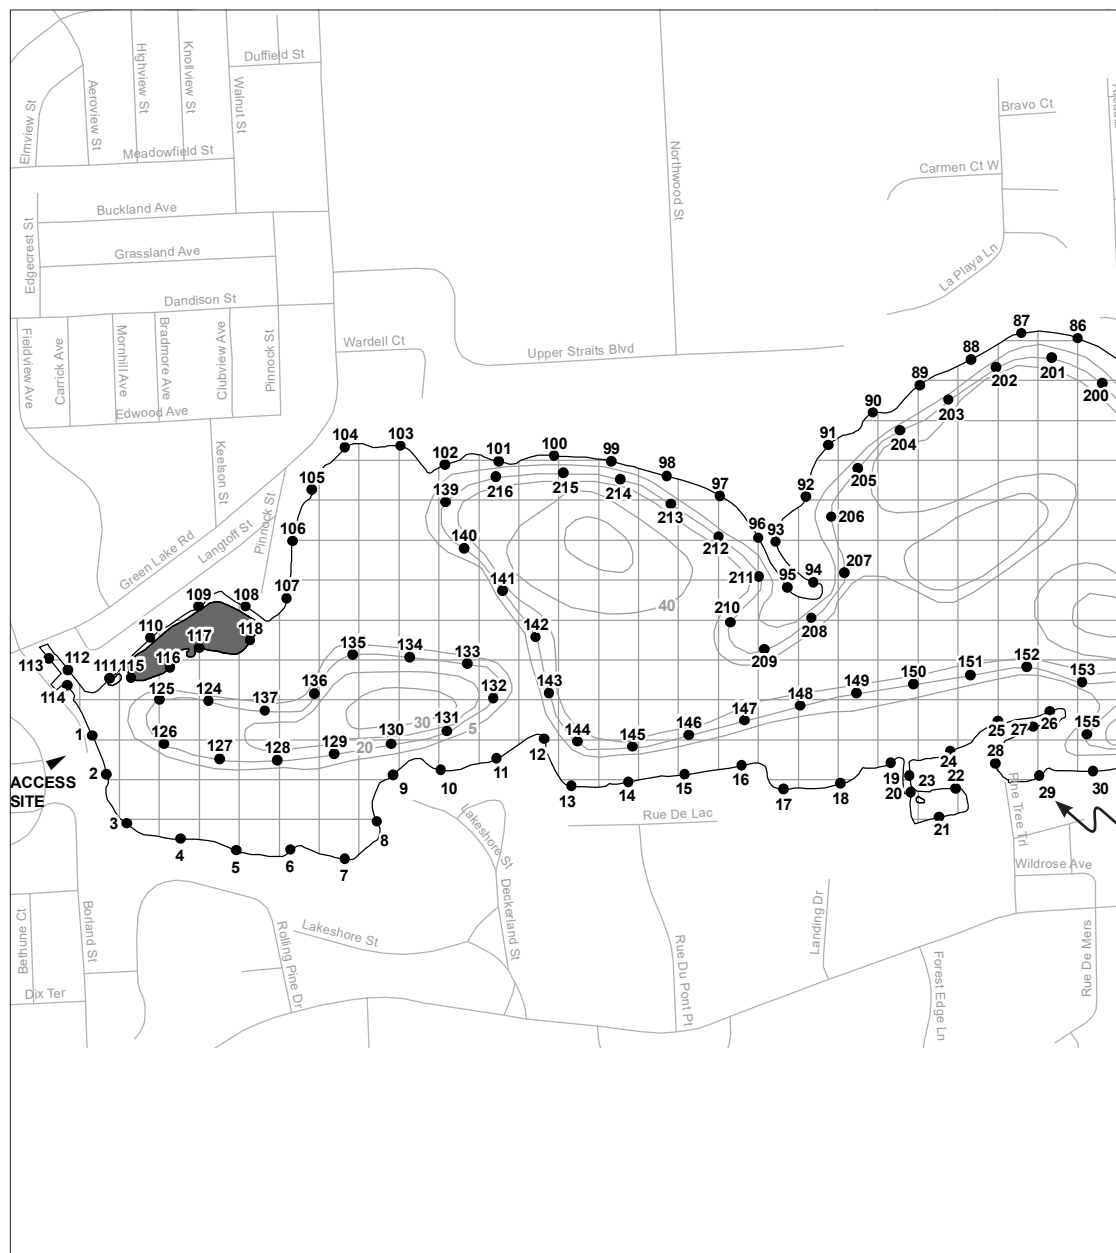 Duffield St
Highview St
Knollview St
Aeroview St
Walnut St
Elmview St
Meadowfield St
Buckland Ave
Edgecrest St
Grassland Ave
Dandison St
Fieldview Ave
Carrick Ave
Mornhill Ave
Bradmore Ave
Clubview Ave
Pinnock St
Edwood Ave
Keelson St
Pinnock St
Langtoff St
Green Lake Rd
Wardell Ct
Upper Straits Blvd
Northwood St
Bravo Ct
Carmen Ct W
La Playa Ln
87
86
88
202
201
200
89
203
90
204
91
205
104
103
102
101
100
99
98
97
105
139
216
215
214
213
92
206
106
140
212
96
93
141
211
95
94
207
107
40
109
108
110
142
210
208
117
118
209
113
112
111
115
116
114
135
134
133
136
132
143
125
124
137
152
151
150
149
153
148
147
30
131
5
130
146
1
126
127
128
129
20
144
145
155
25
27
26
28
24
ACCESS
SITE
2
9
10
11
12
13
14
15
16
17
18
19
20
23
22
21
29
30
3
4
5
6
7
8
Rue De Lac
Lakeshore St
Pine Tree Trl
Wildrose Ave
Deckerland St
Landing Dr
Bethune Ct
Borland St
Rolling Pine Dr
Lakeshore St
Rue Du Pont Pt
Forest Edge Ln
Rue De Mers
Dix Ter